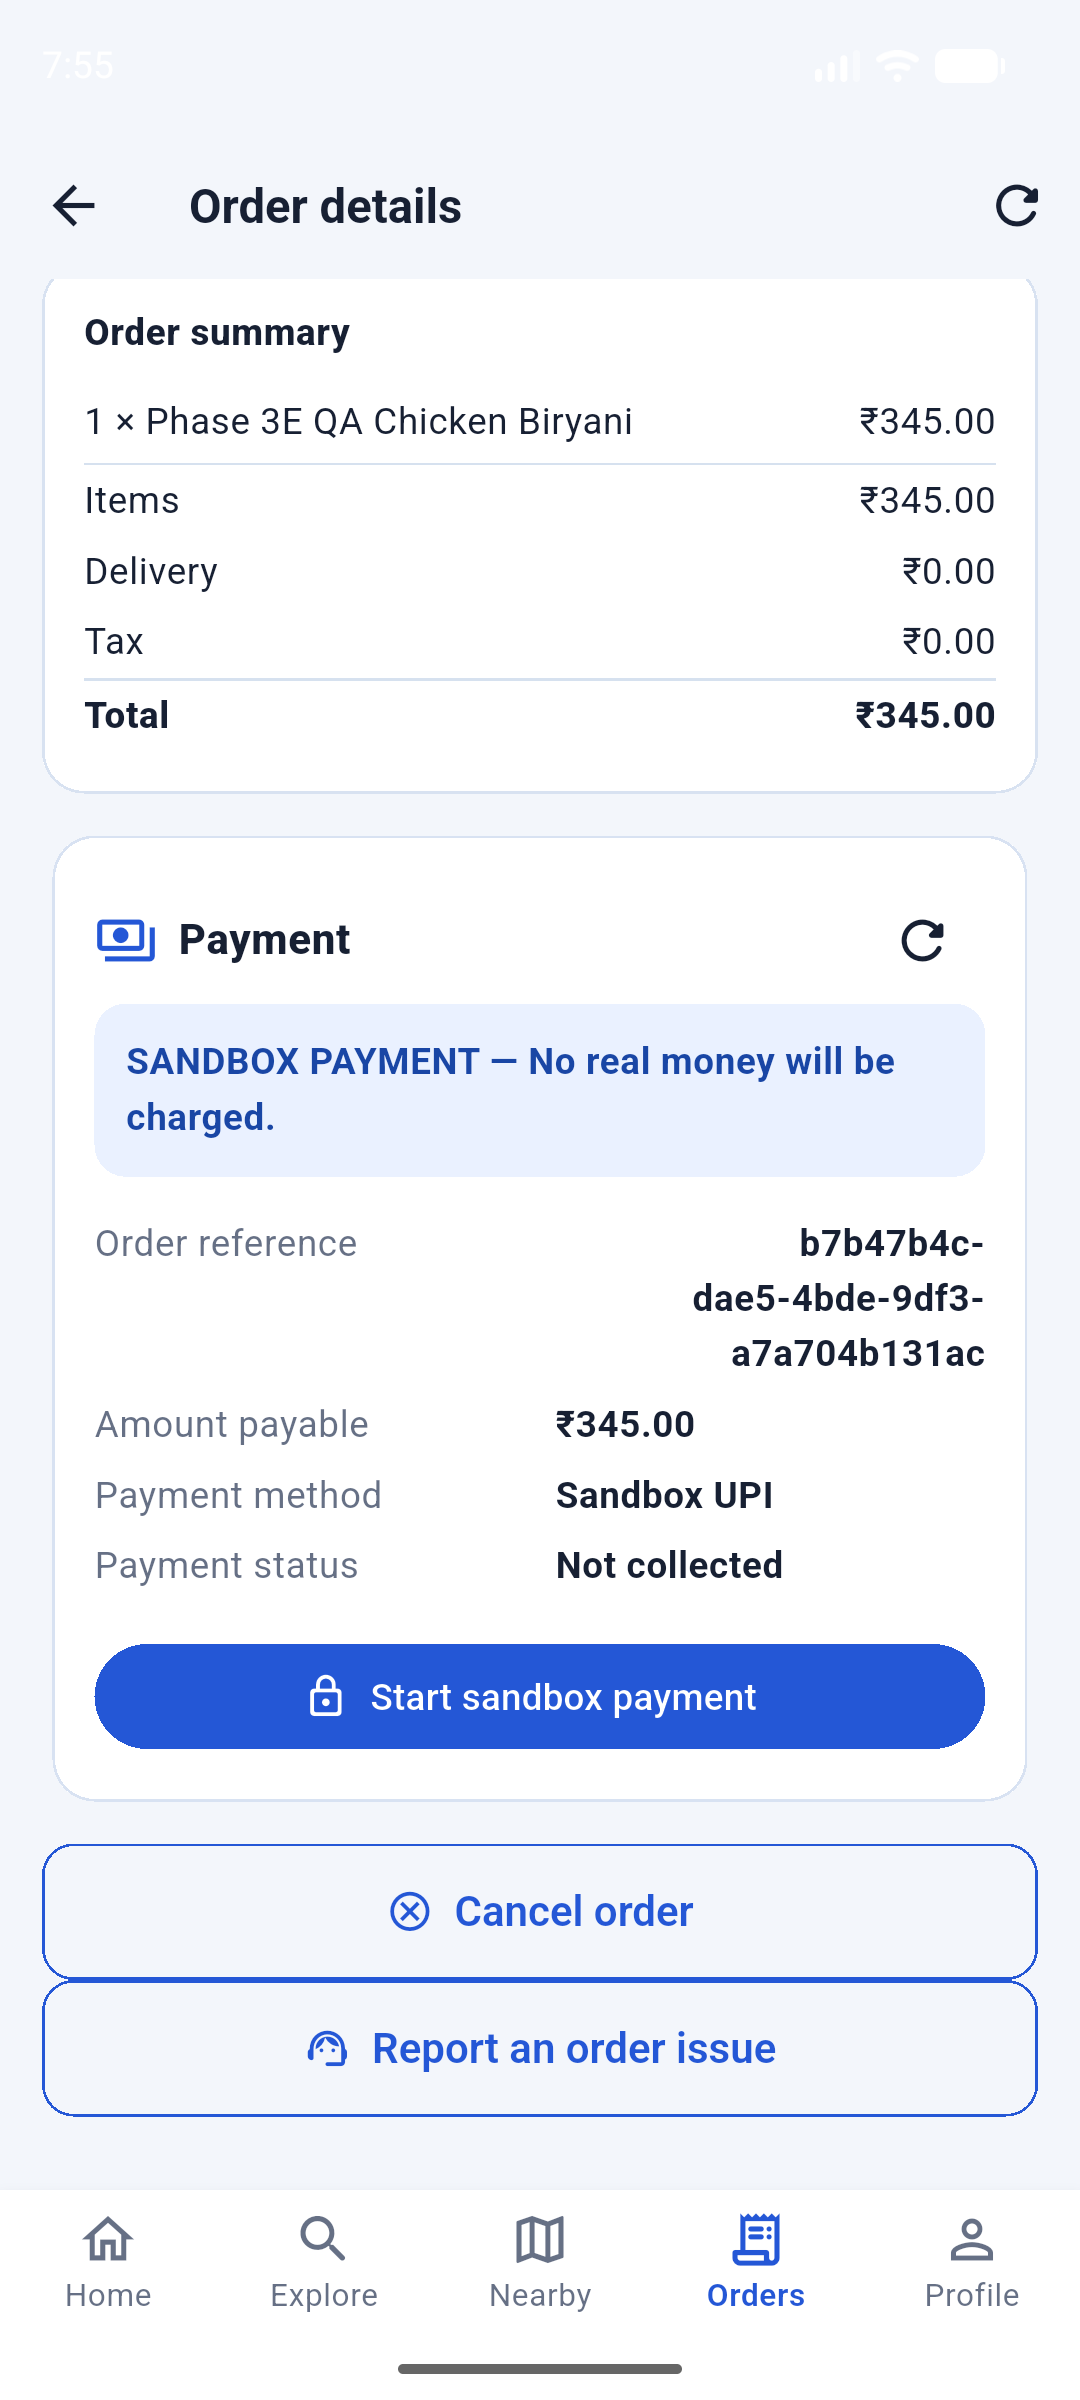 7:55
Order details
Order summary
1 × Phase 3E QA Chicken Biryani ₹345.00
Items ₹345.00
Delivery ₹0.00
Tax ₹0.00
Total ₹345.00
Payment
SANDBOX PAYMENT — No real money will be
charged.
Order reference b7b47b4c-
dae5-4bde-9df3-
a7a704b131ac
Amount payable ₹345.00
Payment method Sandbox UPI
Payment status Not collected
Start sandbox payment
Cancel order
Report an order issue
Home Explore Nearby Orders Profile